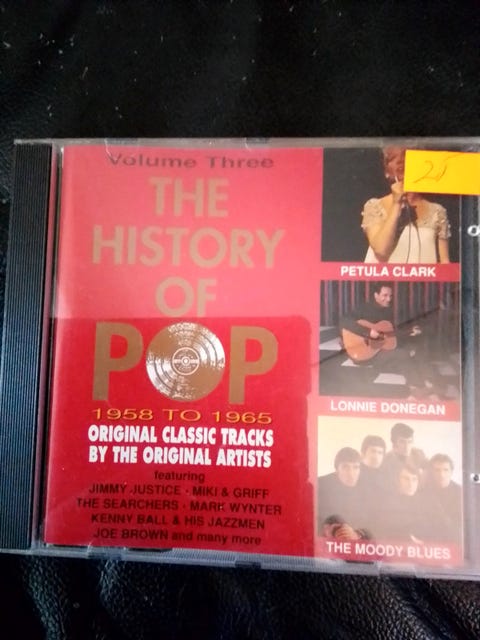 Volume Three
THE
HISTORY
OF
POP
1958 TO 1965
ORIGINAL CLASSIC TRACKS
BY THE ORIGINAL ARTISTS
featuring
JIMMY JUSTICE · MIKI & GRIFF
THE SEARCHERS · MARK WYNTER
KENNY BALL & HIS JAZZMEN
JOE BROWN and many more
25
PETULA CLARK
LONNIE DONEGAN
THE MOODY BLUES